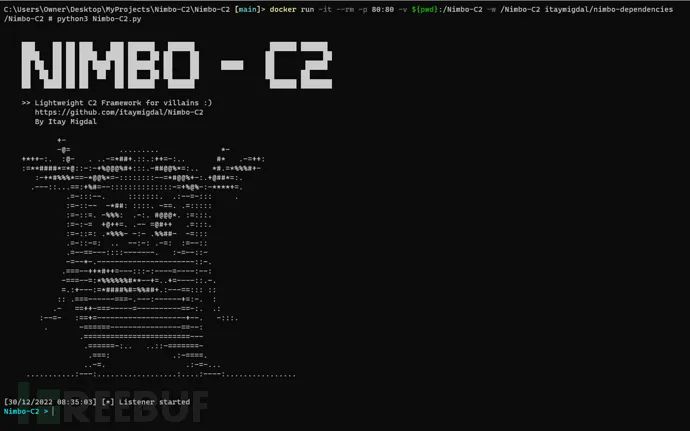 C:\Users\Owner\Desktop\MyProjects\Nimbo-C2\Nimbo-C2 [main]> docker run -it --rm -p 80:80 -v ${pwd}:/Nimbo-C2 -w /Nimbo-C2 itaymigdal/nimbo-dependencies
/Nimbo-C2 # python3 Nimbo-C2.py
NIMBO - C2
>> Lightweight C2 Framework for villains :)
https://github.com/itaymigdal/Nimbo-C2
By Itay Migdal
[30/12/2022 08:35:03] [*] Listener started
Nimbo-C2 >
REEBUF